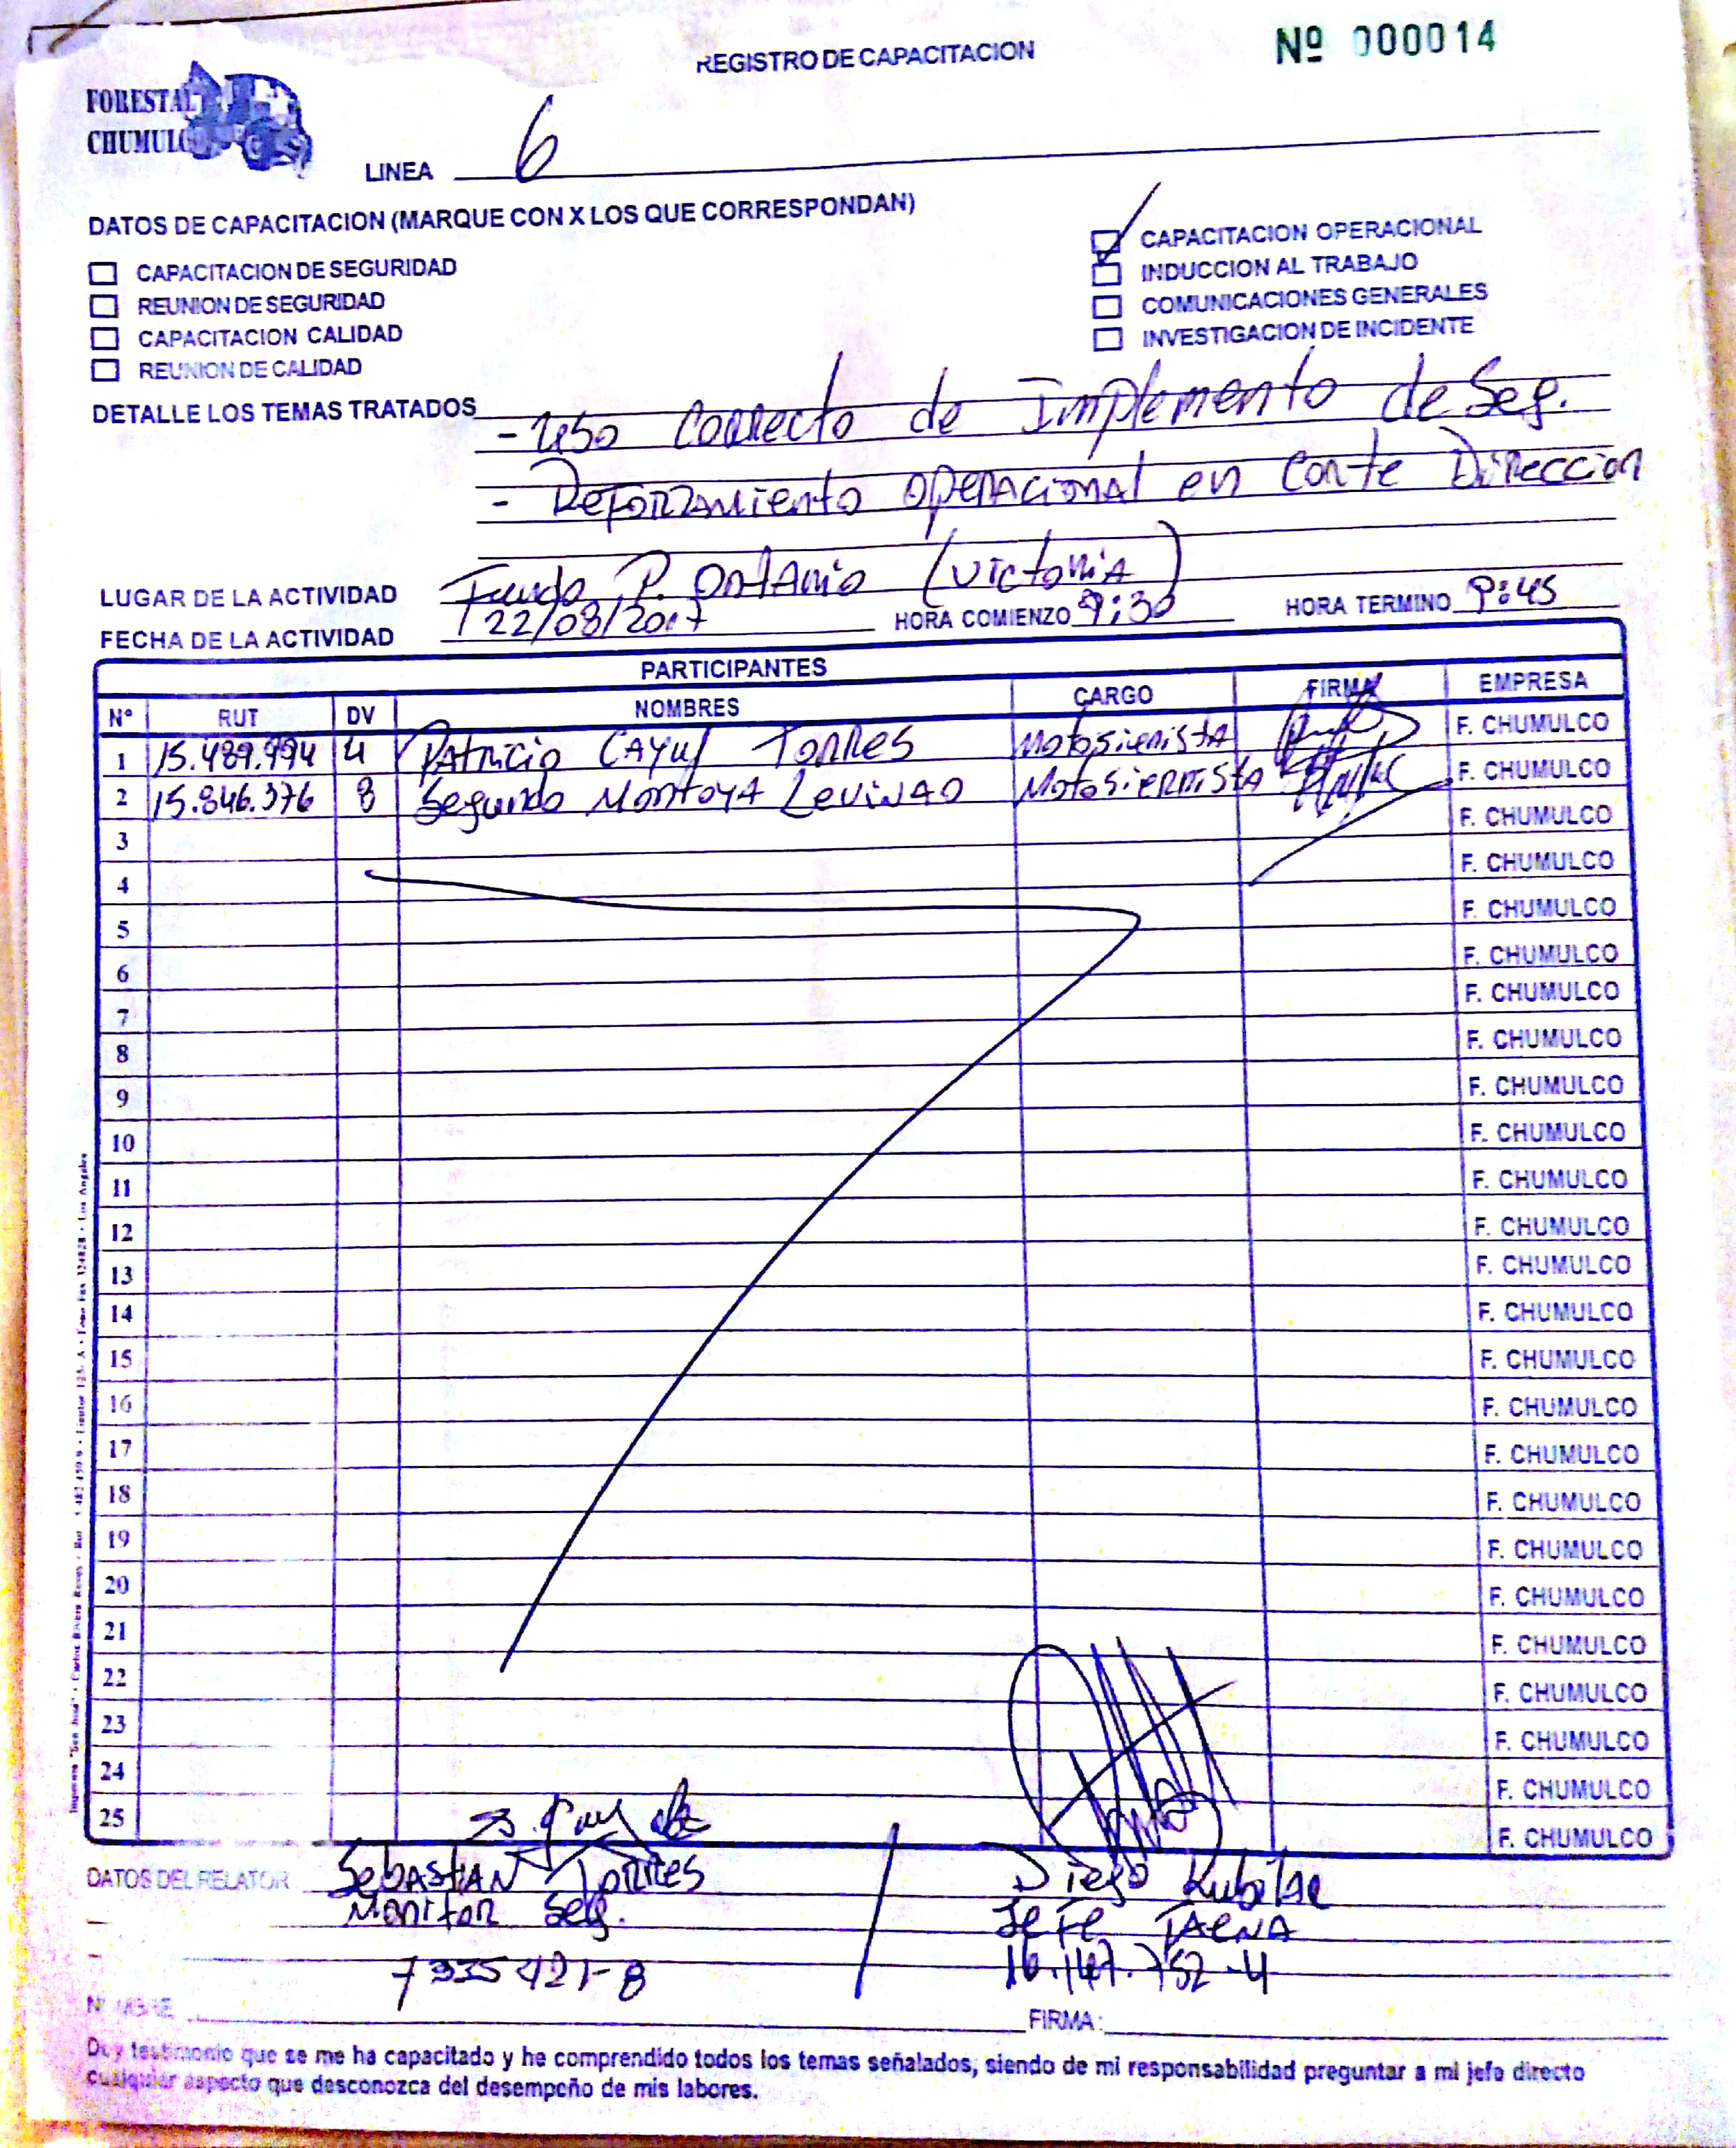 REGISTRO DE CAPACITACION
Nº 000014
FORESTAL
CHUMULCO
LINEA 6
DATOS DE CAPACITACION (MARQUE CON X LOS QUE CORRESPONDAN)
CAPACITACION DE SEGURIDAD
REUNION DE SEGURIDAD
CAPACITACION CALIDAD
REUNION DE CALIDAD
CAPACITACION OPERACIONAL
INDUCCION AL TRABAJO
COMUNICACIONES GENERALES
INVESTIGACION DE INCIDENTE
DETALLE LOS TEMAS TRATADOS
- Uso Correcto de Implemento de Seg.
- Reforzamiento operacional en Corte Direccion
LUGAR DE LA ACTIVIDAD Fundo P. (Victoria)
FECHA DE LA ACTIVIDAD 22/08/2017 HORA COMIENZO 9:30 HORA TERMINO 9:45
PARTICIPANTES
Nº RUT DV NOMBRES CARGO FIRMA EMPRESA
1 15.489.994 4 Patricio Cayul Torres Motosierrista F. CHUMULCO
2 15.846.376 8 Segundo Montoya Levinao Motosierrista F. CHUMULCO
3 F. CHUMULCO
4 F. CHUMULCO
5 F. CHUMULCO
6 F. CHUMULCO
7 F. CHUMULCO
8 F. CHUMULCO
9 F. CHUMULCO
10 F. CHUMULCO
11 F. CHUMULCO
12 F. CHUMULCO
13 F. CHUMULCO
14 F. CHUMULCO
15 F. CHUMULCO
16 F. CHUMULCO
17 F. CHUMULCO
18 F. CHUMULCO
19 F. CHUMULCO
20 F. CHUMULCO
21 F. CHUMULCO
22 F. CHUMULCO
23 F. CHUMULCO
24 F. CHUMULCO
25 F. CHUMULCO
DATOS DEL RELATOR Sebastian Torres
Monitor Seg.
7335421-8
Diego
Jefe Faena
16.147.752-4
NOMBRE
FIRMA:
Doy testimonio que se me ha capacitado y he comprendido todos los temas señalados, siendo de mi responsabilidad preguntar a mi jefe directo
cualquier aspecto que desconozca del desempeño de mis labores.